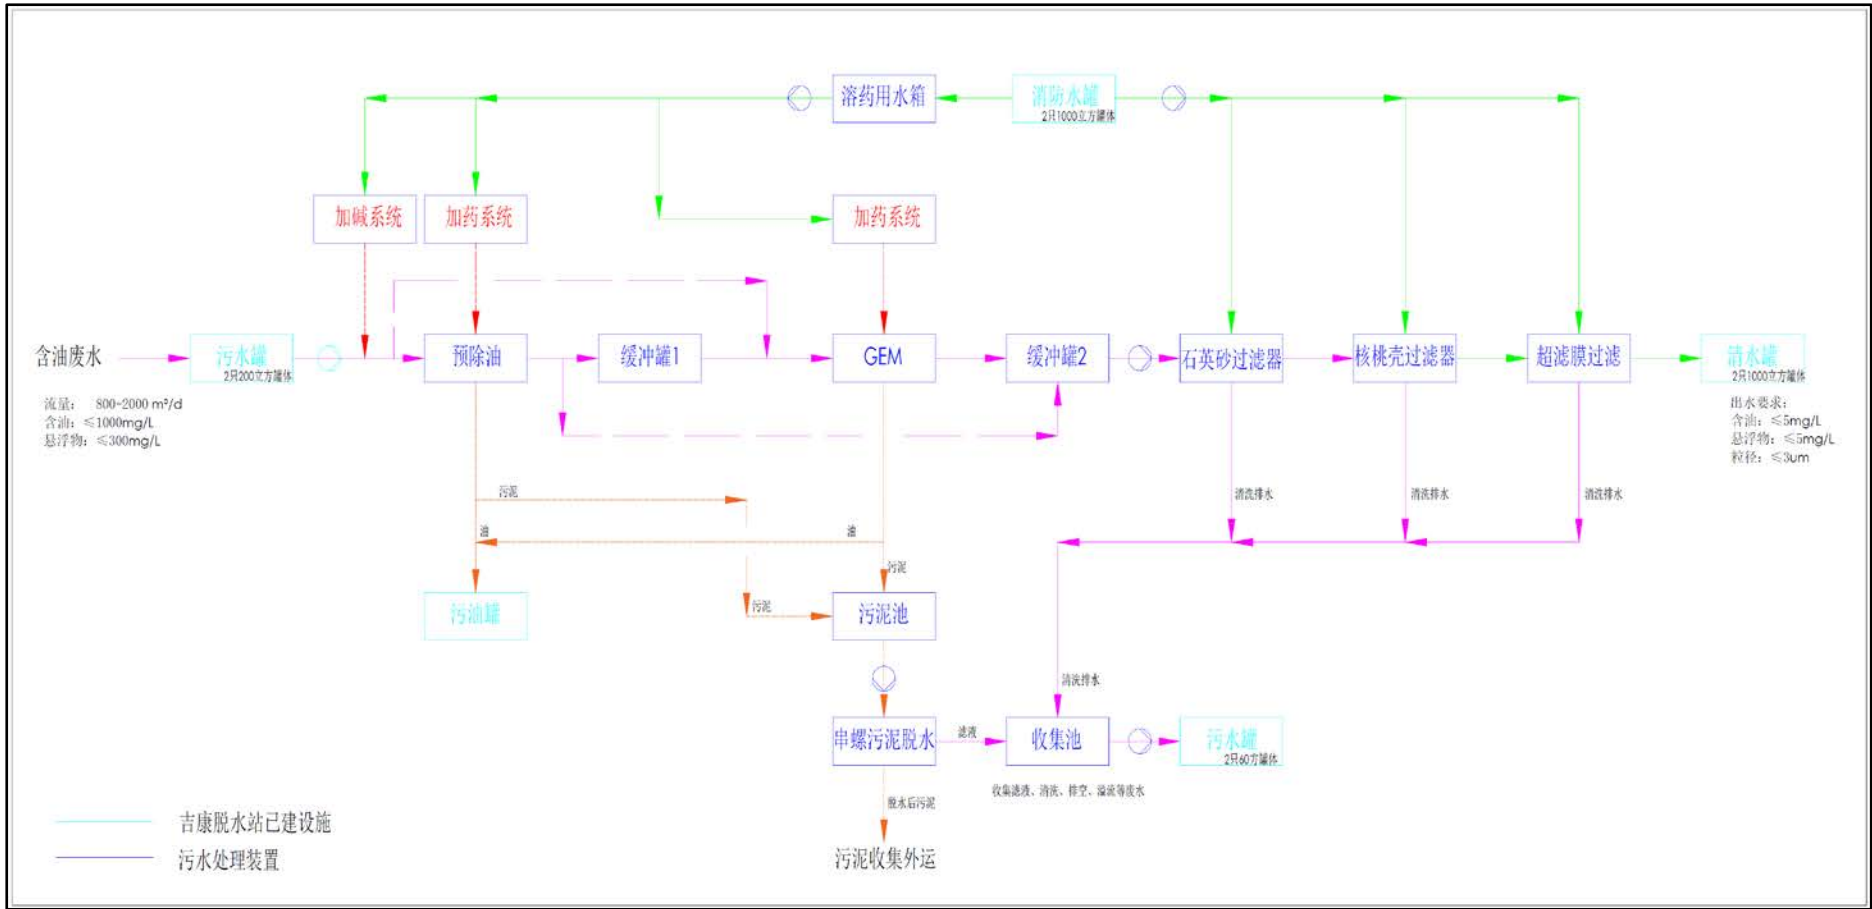 溶药用水箱
消防水罐
2只1000立方罐体
加碱系统
加药系统
加药系统
含油废水
污水罐
2只200立方罐体
预除油
缓冲罐1
GEM
缓冲罐2
石英砂过滤器
核桃壳过滤器
超滤膜过滤
清水罐
2只1000立方罐体
流量： 800-2000 m³/d
含油：≤1000mg/L
悬浮物：≤300mg/L
出水要求：
含油：≤5mg/L
悬浮物：≤5mg/L
粒径：≤3um
污泥
清洗排水
清洗排水
清洗排水
油
油
污泥
污油罐
污泥
污泥池
清洗排水
串螺污泥脱水
滤液
收集池
污水罐
2只60方罐体
收集滤液、清洗、排空、溢流等废水
脱水后污泥
吉康脱水站已建设施
污水处理装置
污泥收集外运